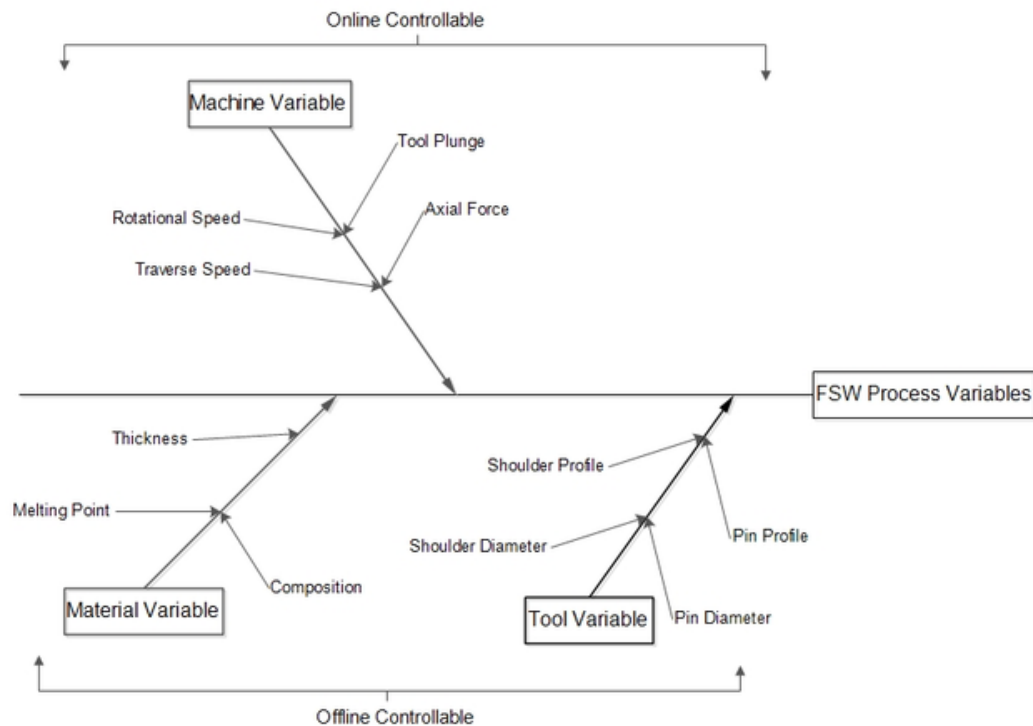 Online Controllable
Machine Variable
Tool Plunge
Axial Force
Rotational Speed
Traverse Speed
FSW Process Variables
Thickness
Shoulder Profile
Melting Point
Pin Profile
Shoulder Diameter
Composition
Material Variable
Tool Variable
Pin Diameter
Offline Controllable